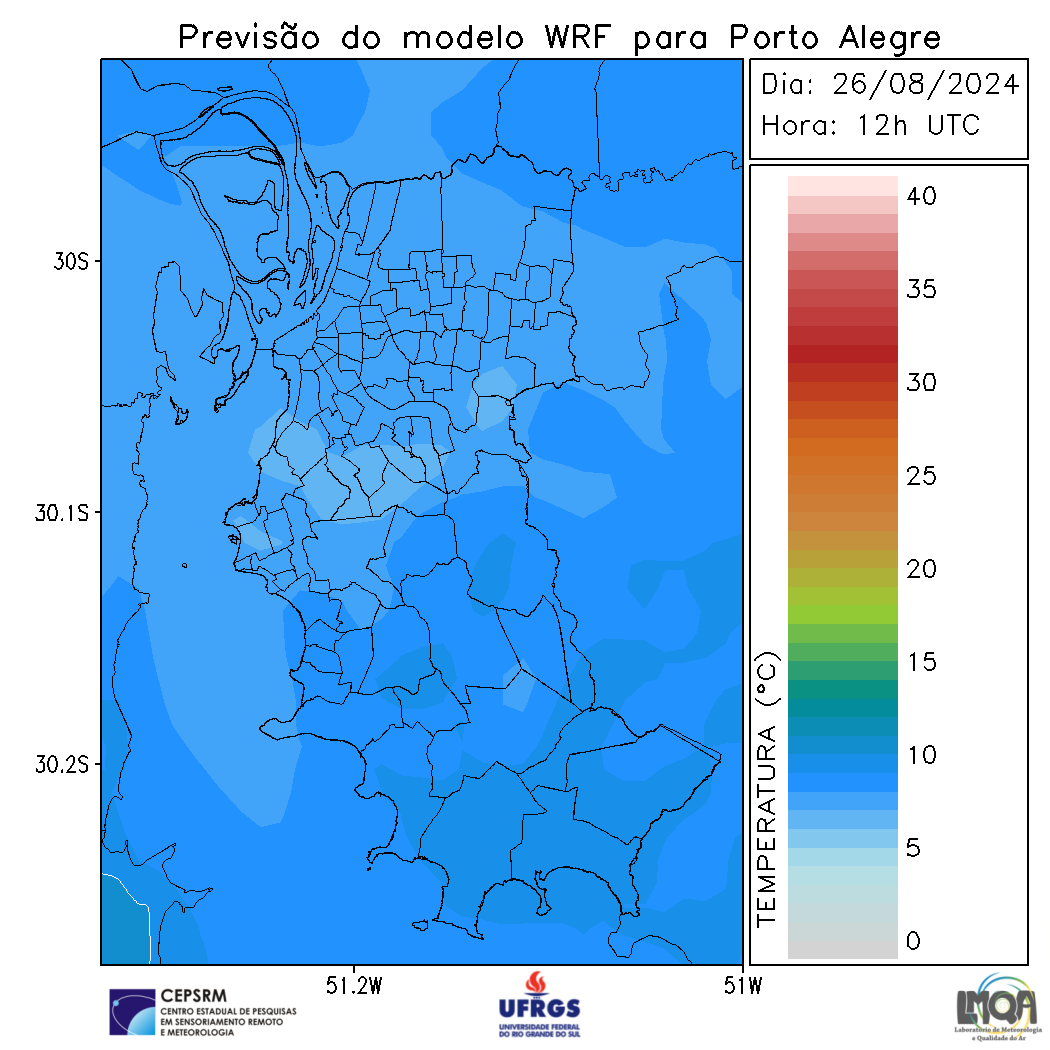 Previsão do modelo WRF para Porto Alegre
Dia: 26/08/2024
Hora: 12h UTC
40
35
30
25
20
15
10
5
0
TEMPERATURA (°C)
30S
30.1S
30.2S
51.2W
51W
CEPSRM
CENTRO ESTADUAL DE PESQUISAS
EM SENSORIAMENTO REMOTO
E METEOROLOGIA
UFRGS
UNIVERSIDADE FEDERAL
DO RIO GRANDE DO SUL
LMQA
Laboratório de Meteorologia
e Qualidade do Ar